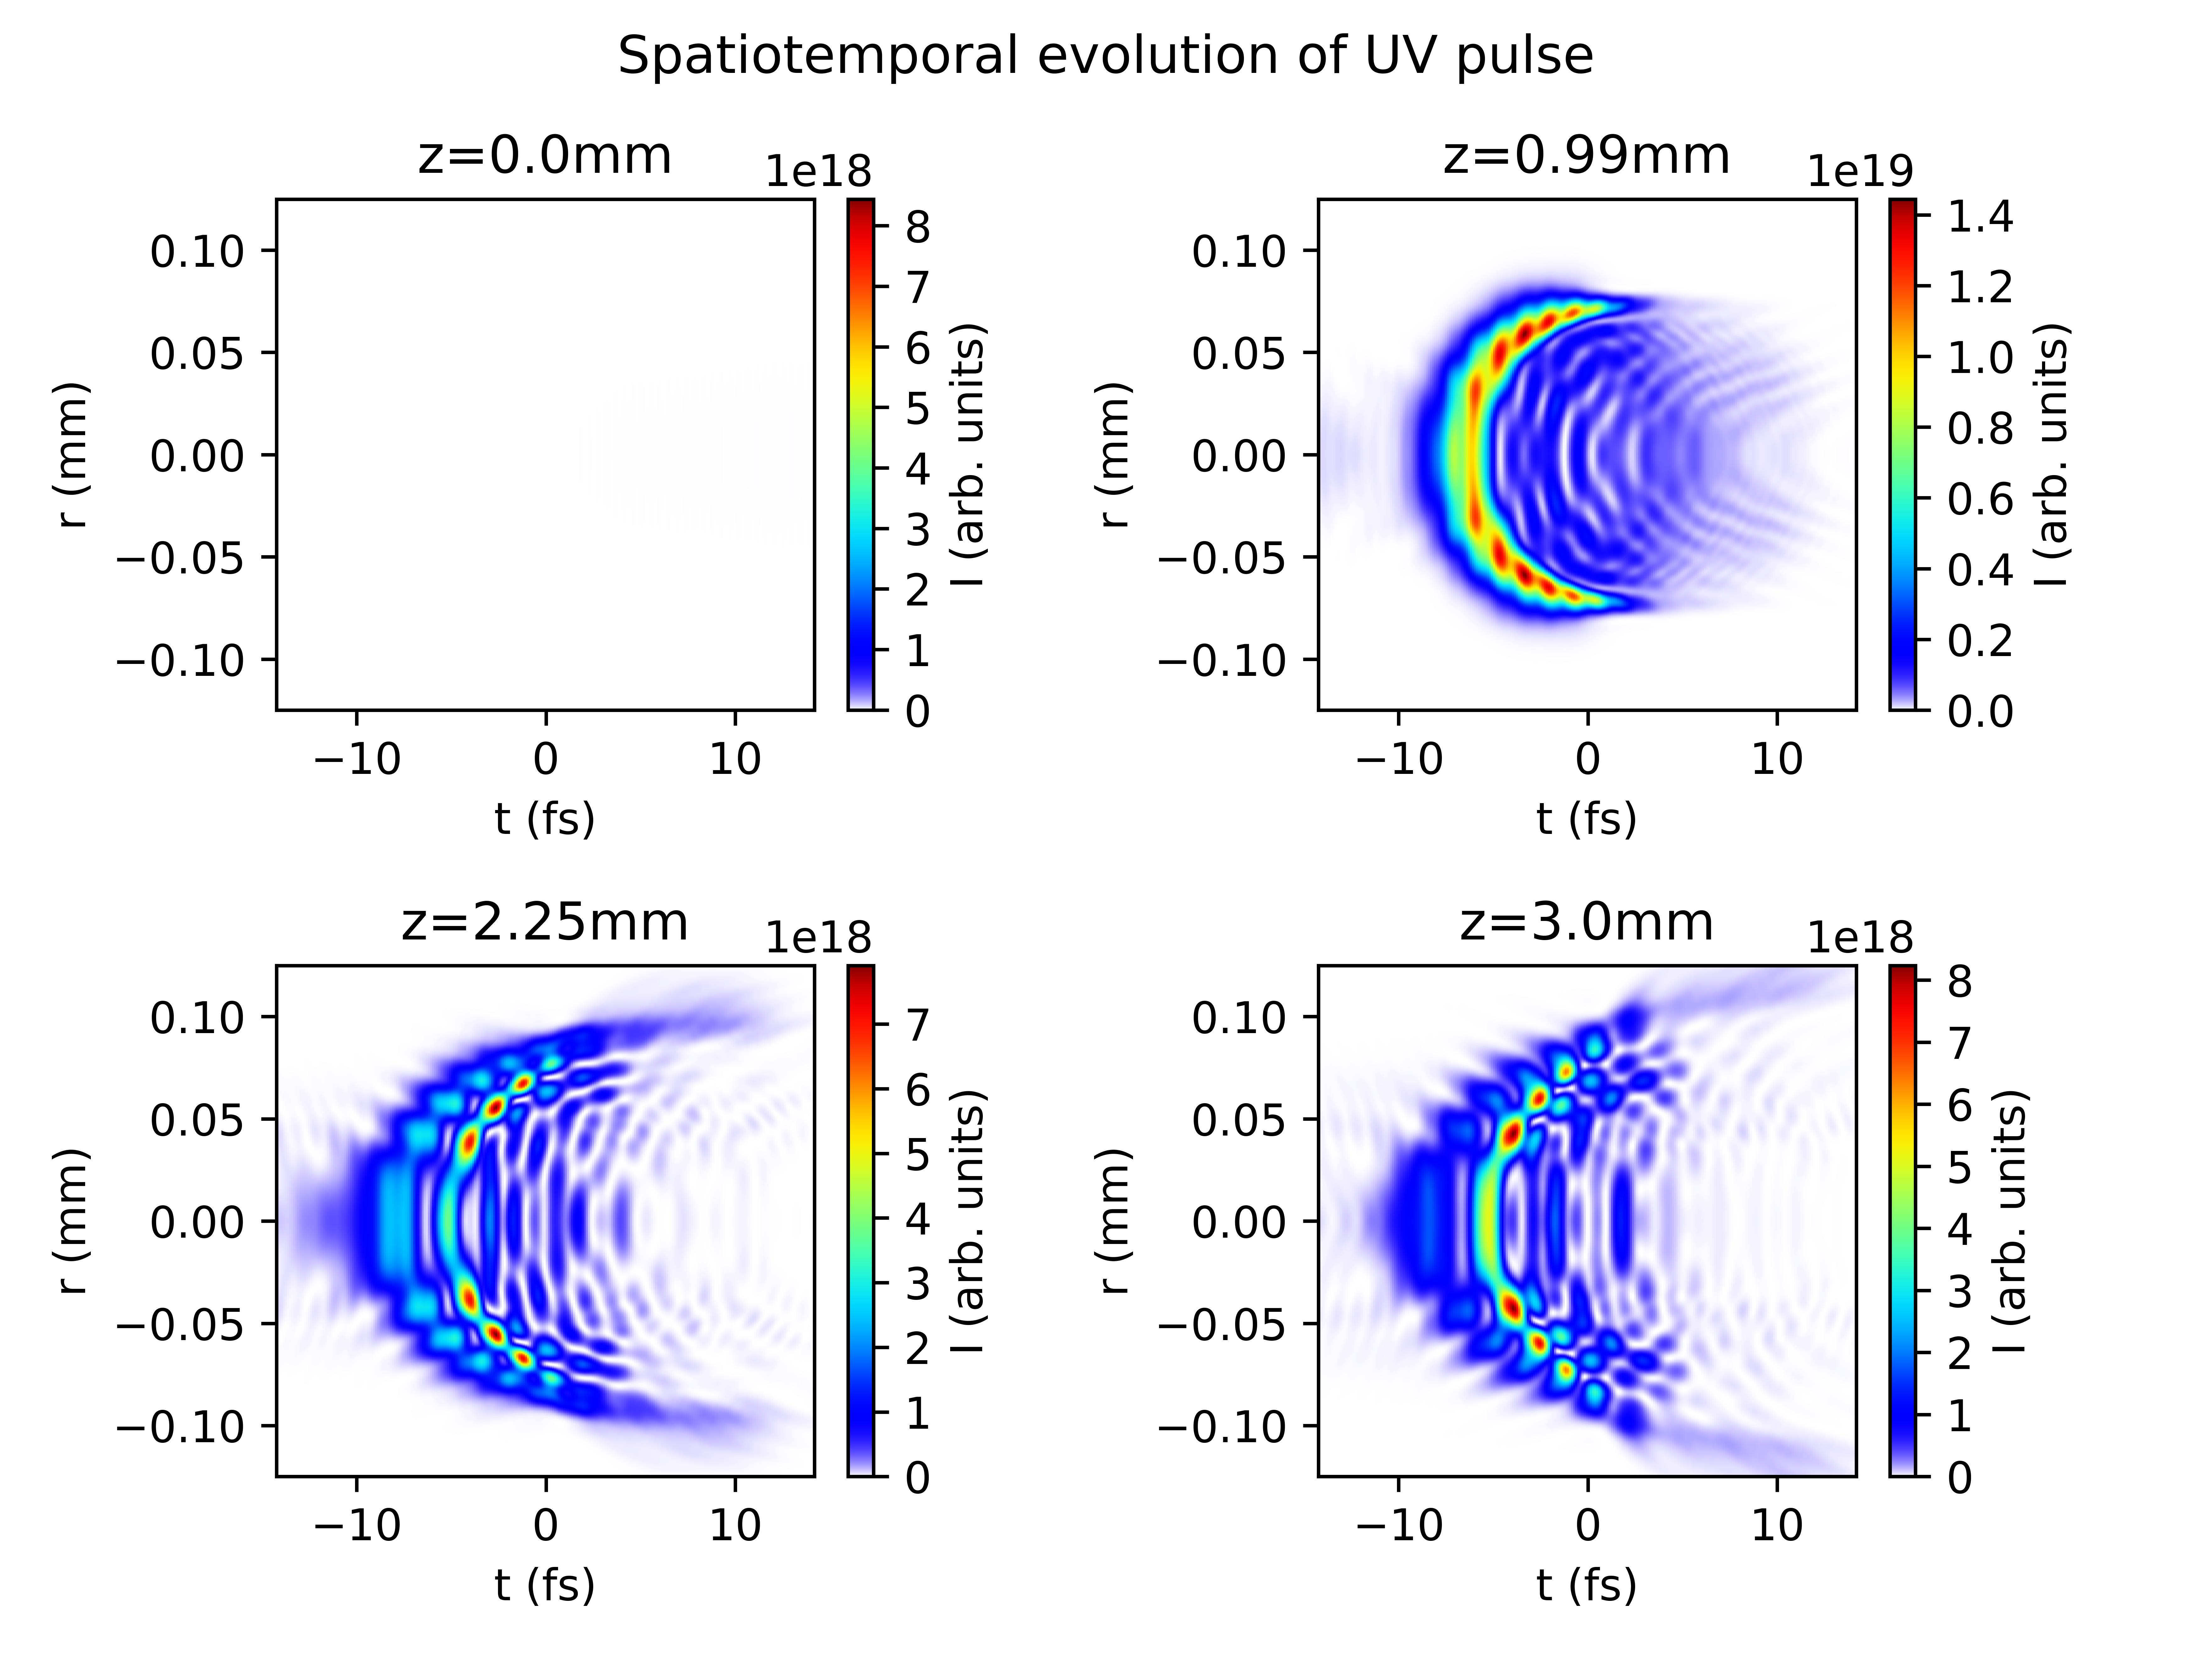 Spatiotemporal evolution of UV pulse
z=0.0mm
1e18
0.10
0.05
0.00
−0.05
−0.10
r (mm)
−10 0 10
t (fs)
8
7
6
5
4
3
2
1
0
I (arb. units)
z=0.99mm
1e19
0.10
0.05
0.00
−0.05
−0.10
r (mm)
−10 0 10
t (fs)
1.4
1.2
1.0
0.8
0.6
0.4
0.2
0.0
I (arb. units)
z=2.25mm
1e18
0.10
0.05
0.00
−0.05
−0.10
r (mm)
−10 0 10
t (fs)
7
6
5
4
3
2
1
0
I (arb. units)
z=3.0mm
1e18
0.10
0.05
0.00
−0.05
−0.10
r (mm)
−10 0 10
t (fs)
8
7
6
5
4
3
2
1
0
I (arb. units)